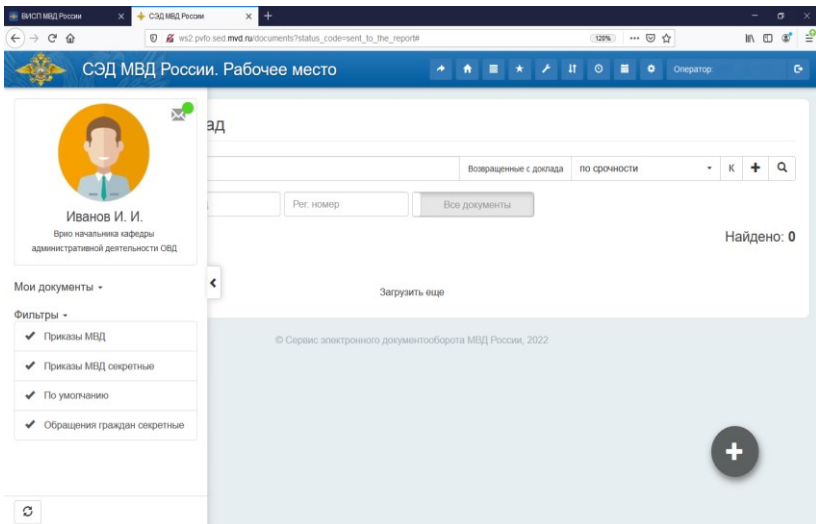 ВИСП МВД России
СЭД МВД России
ws2.pvfo.sed.mvd.ru/documents?status_code=sent_to_the_report#
120%
СЭД МВД России. Рабочее место
Оператор:
ад
Возвращенные с доклада
по срочности
К
Рег. номер
Все документы
Иванов И. И.
Врио начальника кафедры
административной деятельности ОВД
Найдено: 0
Мои документы
Загрузить еще
Фильтры
Приказы МВД
© Сервис электронного документооборота МВД России, 2022
Приказы МВД секретные
По умолчанию
Обращения граждан секретные